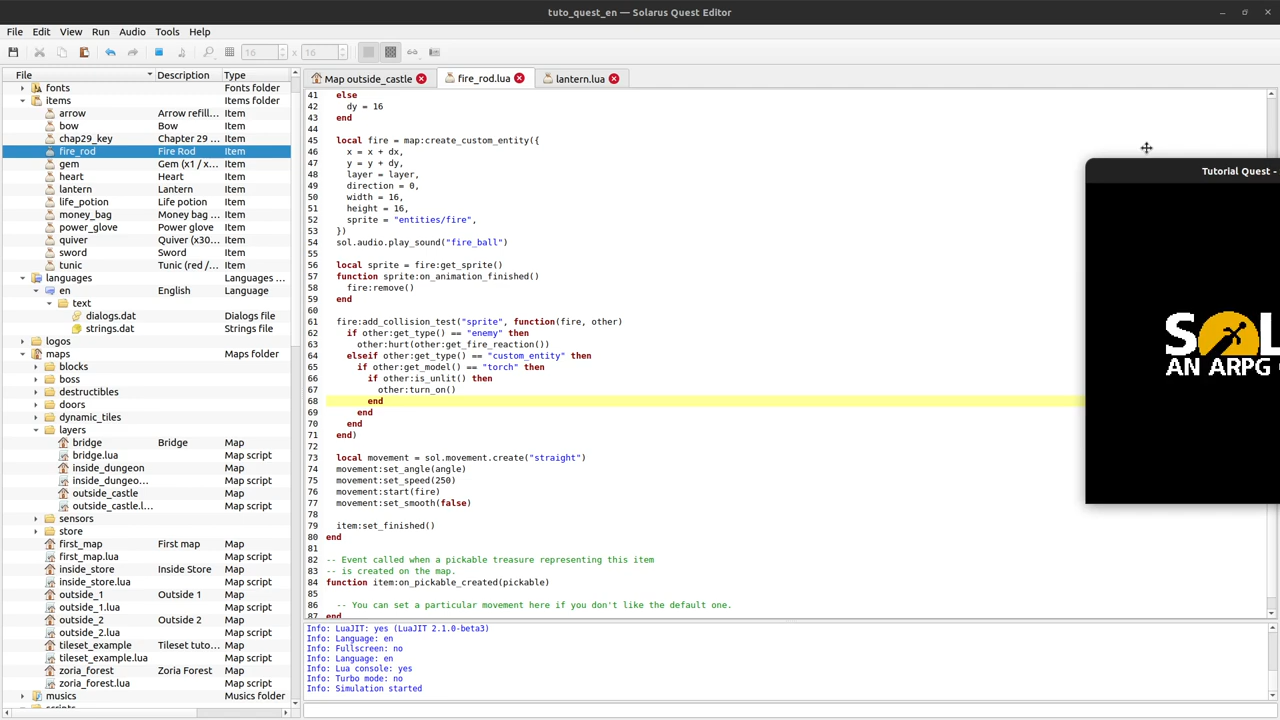 tuto_quest_en — Solarus Quest Editor
File Edit View Run Audio Tools Help
16 x 16
File Description Type
fonts Fonts folder
items Items folder
arrow Arrow refill... Item
bow Bow Item
chap29_key Chapter 29 ... Item
fire_rod Fire Rod Item
gem Gem (x1 / x... Item
heart Heart Item
lantern Lantern Item
life_potion Life potion Item
money_bag Money bag ... Item
power_glove Power glove Item
quiver Quiver (x30... Item
sword Sword Item
tunic Tunic (red /... Item
languages Languages ...
en English Language
text
dialogs.dat Dialogs file
strings.dat Strings file
logos
maps Maps folder
blocks
boss
destructibles
doors
dynamic_tiles
layers
bridge Bridge Map
bridge.lua Map script
inside_dungeon Map
inside_dungeo... Map script
outside_castle Map
outside_castle.l... Map script
sensors
store
first_map First map Map
first_map.lua Map script
inside_store Inside Store Map
inside_store.lua Map script
outside_1 Outside 1 Map
outside_1.lua Map script
outside_2 Outside 2 Map
outside_2.lua Map script
tileset_example Tileset tuto... Map
tileset_example.lua Map script
zoria_forest Zoria Forest Map
zoria_forest.lua Map script
musics Musics folder
Map outside_castle fire_rod.lua lantern.lua
41 else
42 dy = 16
43 end
44
45 local fire = map:create_custom_entity({
46 x = x + dx,
47 y = y + dy,
48 layer = layer,
49 direction = 0,
50 width = 16,
51 height = 16,
52 sprite = "entities/fire",
53 })
54 sol.audio.play_sound("fire_ball")
55
56 local sprite = fire:get_sprite()
57 function sprite:on_animation_finished()
58 fire:remove()
59 end
60
61 fire:add_collision_test("sprite", function(fire, other)
62 if other:get_type() == "enemy" then
63 other:hurt(other:get_fire_reaction())
64 elseif other:get_type() == "custom_entity" then
65 if other:get_model() == "torch" then
66 if other:is_unlit() then
67 other:turn_on()
68 end
69 end
70 end
71 end)
72
73 local movement = sol.movement.create("straight")
74 movement:set_angle(angle)
75 movement:set_speed(250)
76 movement:start(fire)
77 movement:set_smooth(false)
78
79 item:set_finished()
80 end
81
82 -- Event called when a pickable treasure representing this item
83 -- is created on the map.
84 function item:on_pickable_created(pickable)
85
86 -- You can set a particular movement here if you don't like the default one.
87 end
Tutorial Quest -
SOL
AN ARPG
Info: LuaJIT: yes (LuaJIT 2.1.0-beta3)
Info: Language: en
Info: Fullscreen: no
Info: Language: en
Info: Lua console: yes
Info: Turbo mode: no
Info: Simulation started